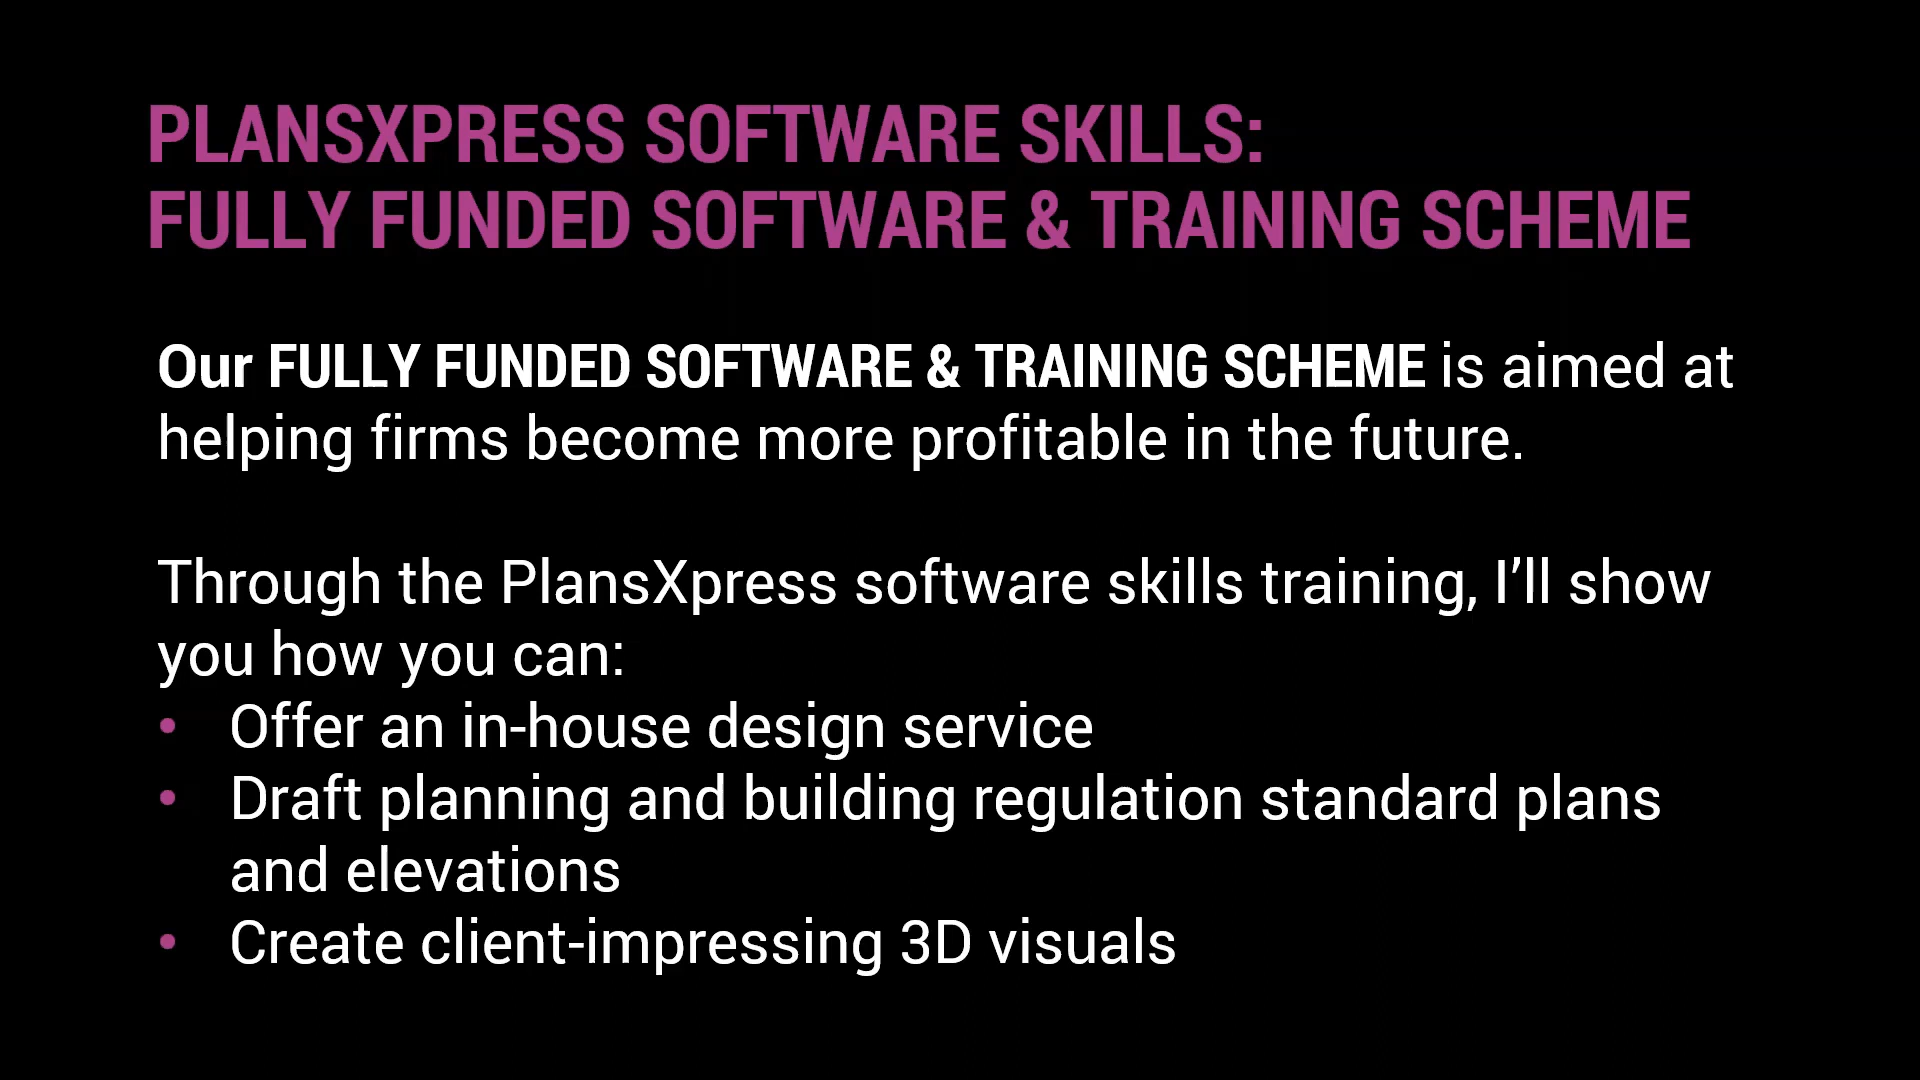 PLANSXPRESS SOFTWARE SKILLS:
FULLY FUNDED SOFTWARE & TRAINING SCHEME
Our FULLY FUNDED SOFTWARE & TRAINING SCHEME is aimed at
helping firms become more profitable in the future.
Through the PlansXpress software skills training, I’ll show
you how you can:
• Offer an in-house design service
• Draft planning and building regulation standard plans
and elevations
• Create client-impressing 3D visuals